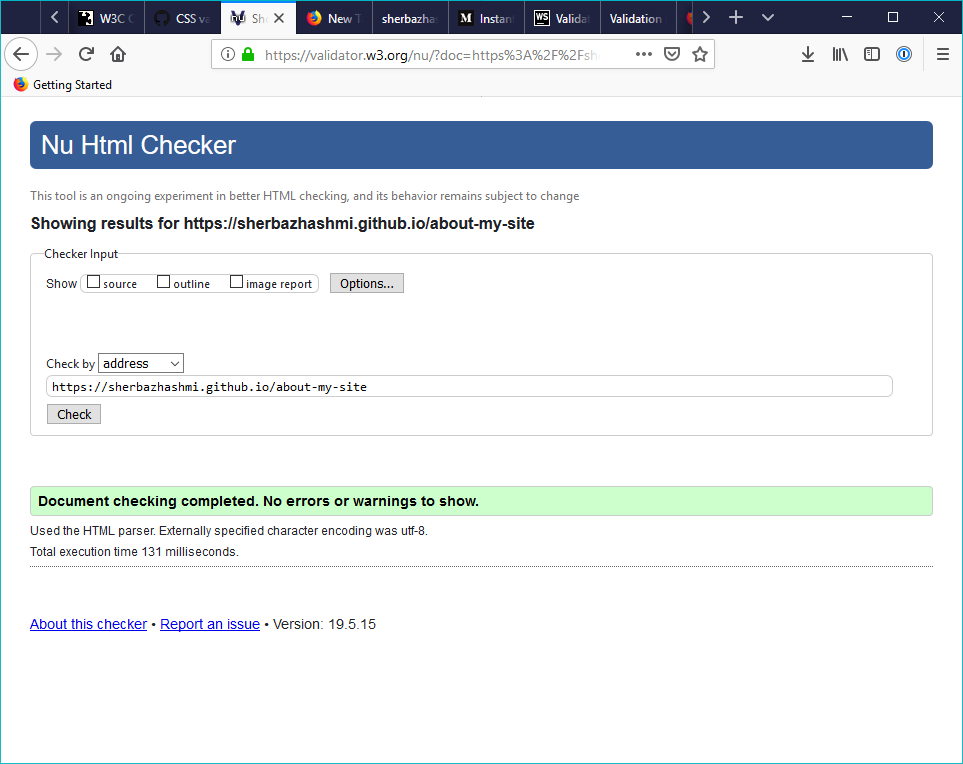 W3C CSS va She New T sherbazha Instan WS Valida Validation
https://validator.w3.org/nu/?doc=https%3A%2F%2Fsh
Getting Started
Nu Html Checker
This tool is an ongoing experiment in better HTML checking, and its behavior remains subject to change
Showing results for https://sherbazhashmi.github.io/about-my-site
Checker Input
Show source outline image report Options...
Check by address
https://sherbazhashmi.github.io/about-my-site
Check
Document checking completed. No errors or warnings to show.
Used the HTML parser. Externally specified character encoding was utf-8.
Total execution time 131 milliseconds.
About this checker • Report an issue • Version: 19.5.15